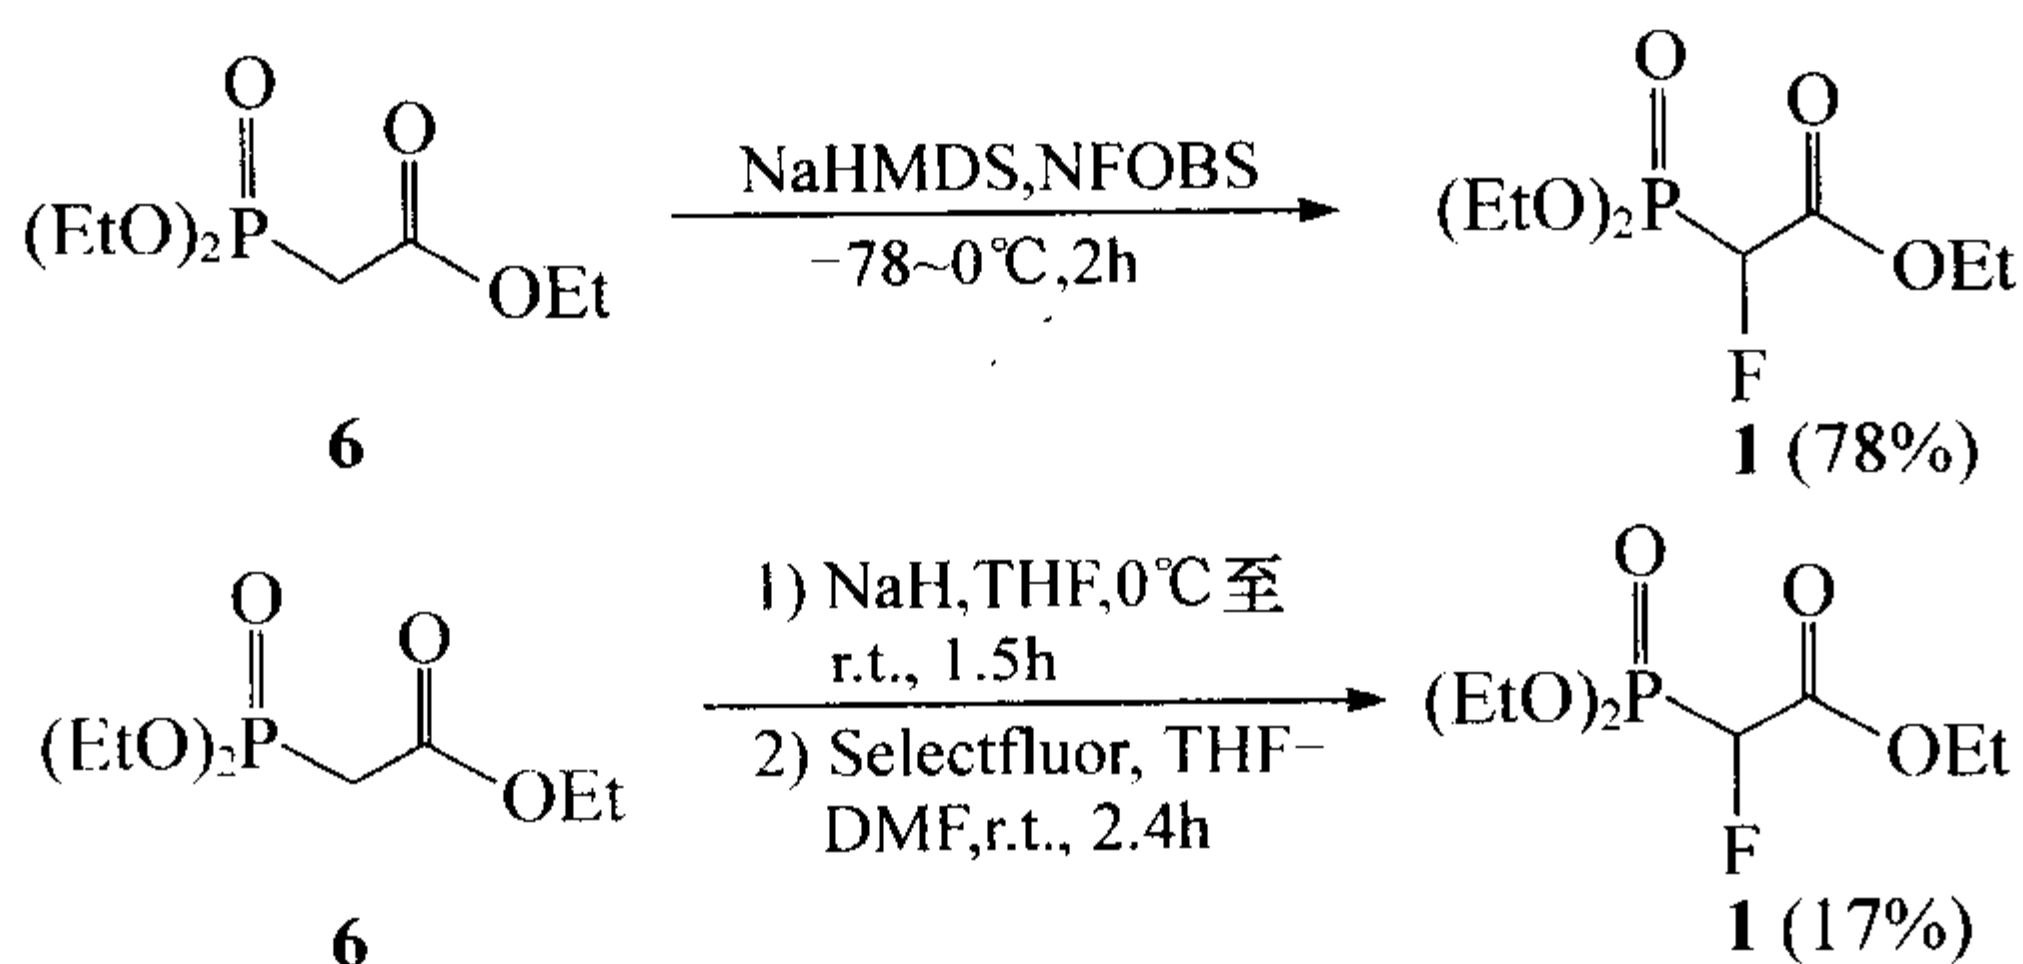 O
O
(EtO)₂P
OEt
6
NaHMDS,NFOBS
−78~0℃,2h
O
O
(EtO)₂P
OEt
F
1 (78%)
O
O
(EtO)₂P
OEt
6
1) NaH,THF,0℃至
r.t., 1.5h
2) Selectfluor, THF−
DMF,r.t., 2.4h
O
O
(EtO)₂P
OEt
F
1 (17%)